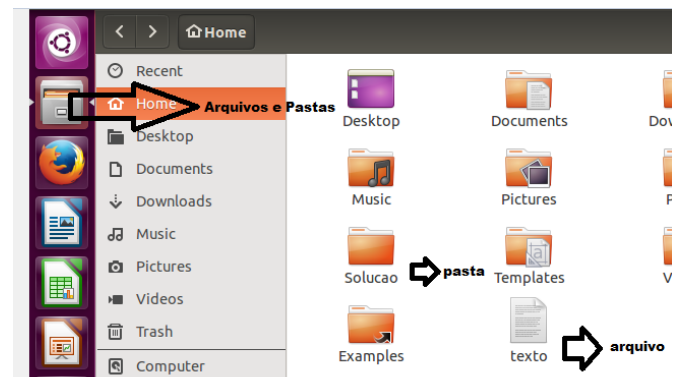 Home
Recent
Home
Arquivos e Pastas
Desktop
Documents
Downloads
Music
Pictures
Videos
Trash
Computer
Desktop
Documents
Dov
Music
Pictures
P
Solucao
pasta
Templates
V
Examples
texto
arquivo